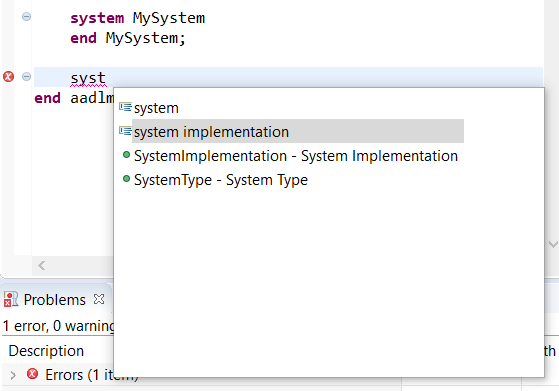 system MySystem
end MySystem;
syst
end aadlm
system
system implementation
SystemImplementation - System Implementation
SystemType - System Type
Problems
1 error, 0 warning
Description
th
Errors (1 item)